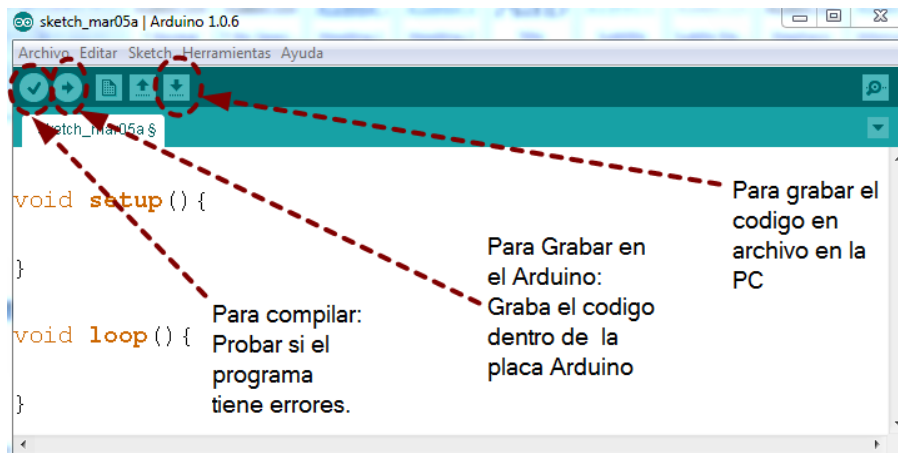 sketch_mar05a | Arduino 1.0.6
Archivo Editar Sketch Herramientas Ayuda
sketch_mar05a §
void setup(){
}
void loop(){
}
Para compilar:
Probar si el
programa
tiene errores.
Para Grabar en
el Arduino:
Graba el codigo
dentro de la
placa Arduino
Para grabar el
codigo en
archivo en la
PC